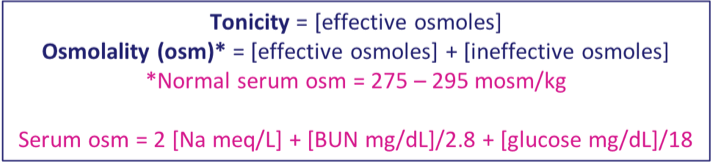 Tonicity = [effective osmoles]
Osmolality (osm)* = [effective osmoles] + [ineffective osmoles]
*Normal serum osm = 275 – 295 mosm/kg
Serum osm = 2 [Na meq/L] + [BUN mg/dL]/2.8 + [glucose mg/dL]/18